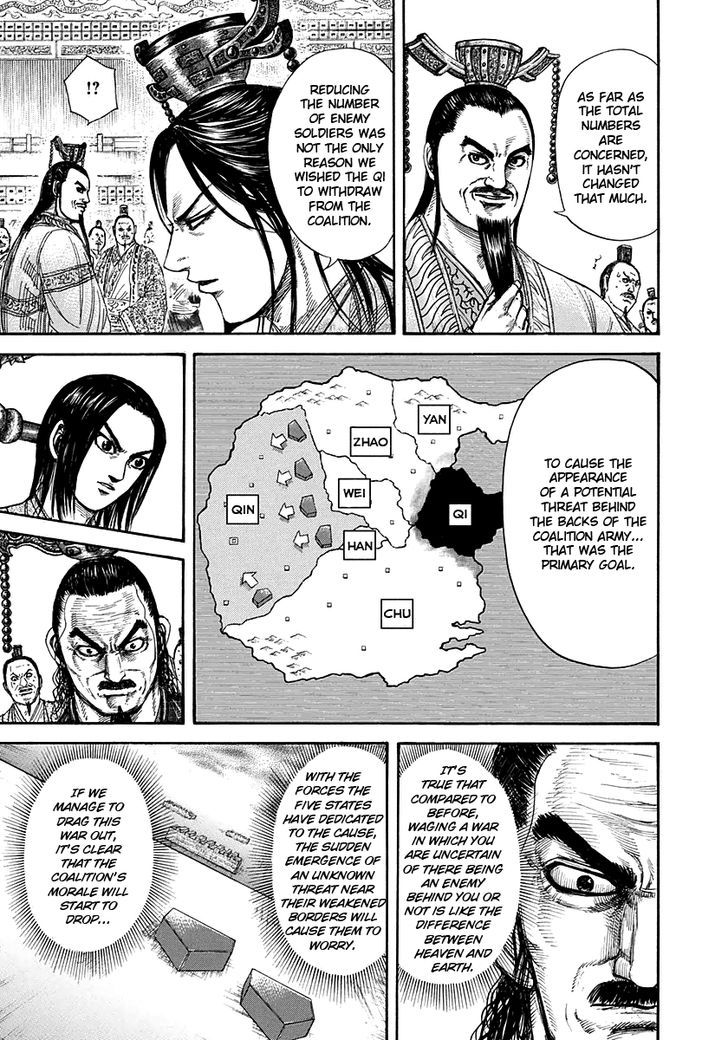 AS FAR AS
THE TOTAL
NUMBERS
ARE
CONCERNED,
IT HASN'T
CHANGED
THAT MUCH.
REDUCING
THE NUMBER
OF ENEMY
SOLDIERS WAS
NOT THE ONLY
REASON WE
WISHED THE QI
TO WITHDRAW
FROM THE
COALITION.
!?
TO CAUSE THE
APPEARANCE
OF A POTENTIAL
THREAT BEHIND
THE BACKS OF THE
COALITION ARMY...
THAT WAS THE
PRIMARY GOAL.
YAN
ZHAO
WEI
QIN
QI
HAN
CHU
IT'S
TRUE THAT
COMPARED TO
BEFORE,
WAGING A WAR
IN WHICH YOU
ARE UNCERTAIN
OF THERE BEING
AN ENEMY
BEHIND YOU OR
NOT IS LIKE THE
DIFFERENCE
BETWEEN
HEAVEN AND
EARTH.
WITH THE
FORCES THE
FIVE STATES
HAVE DEDICATED
TO THE CAUSE,
THE SUDDEN
EMERGENCE OF
AN UNKNOWN
THREAT NEAR
THEIR WEAKENED
BORDERS WILL
CAUSE THEM TO
WORRY.
IF WE
MANAGE TO
DRAG THIS
WAR OUT,
IT'S CLEAR
THAT THE
COALITION'S
MORALE WILL
START TO
DROP...